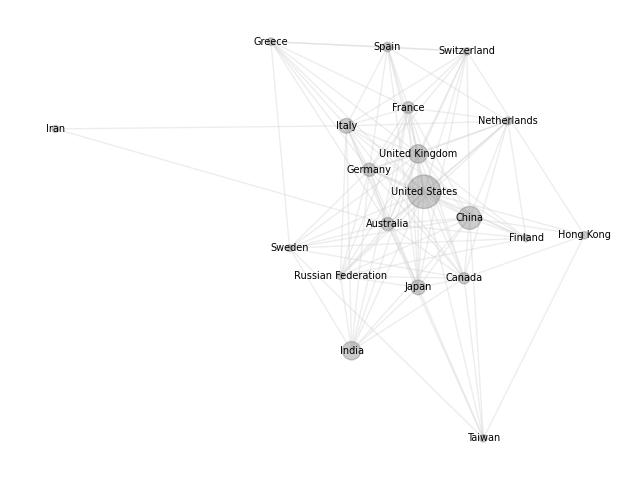 Greece
Spain
Switzerland
France
Netherlands
Iran
Italy
United Kingdom
Germany
United States
China
Australia
Hong Kong
Finland
Sweden
Russian Federation
Canada
Japan
India
Taiwan